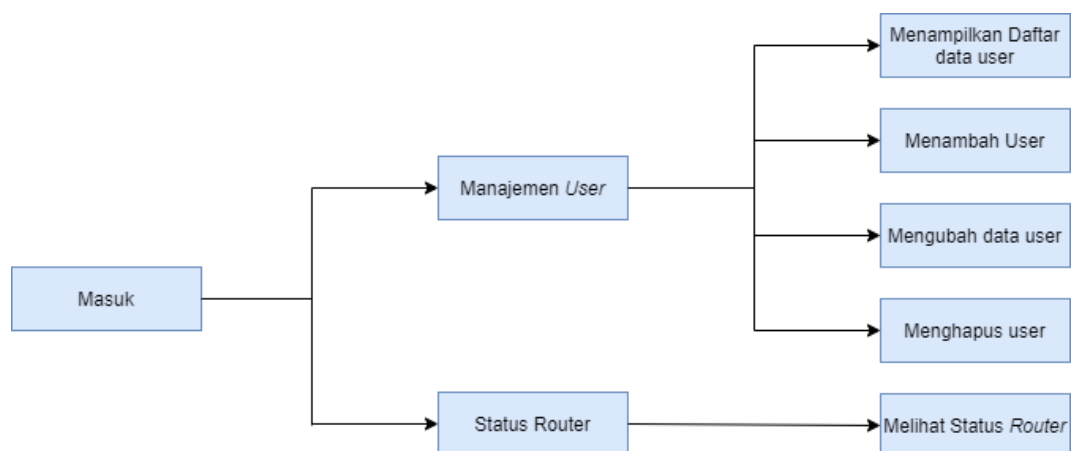 Menampilkan Daftar
data user
Menambah User
Manajemen User
Mengubah data user
Masuk
Menghapus user
Status Router
Melihat Status Router